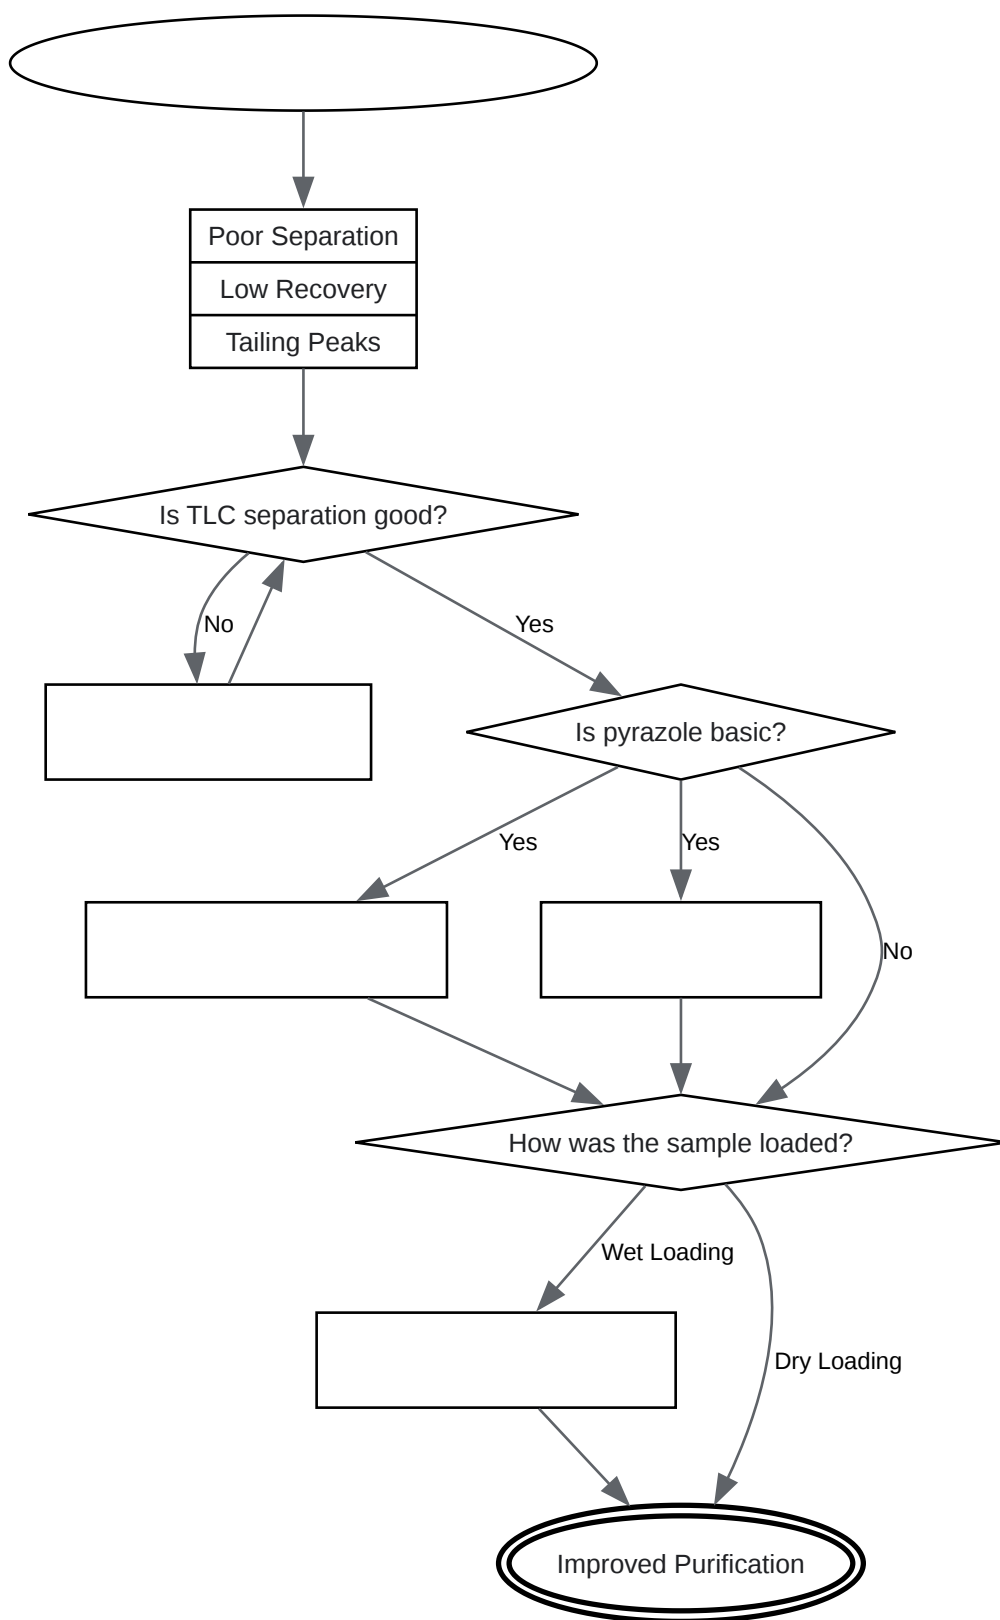 Poor Separation
Low Recovery
Tailing Peaks
Is TLC separation good?
No
Yes
Is pyrazole basic?
Yes
Yes
No
How was the sample loaded?
Wet Loading
Dry Loading
Improved Purification